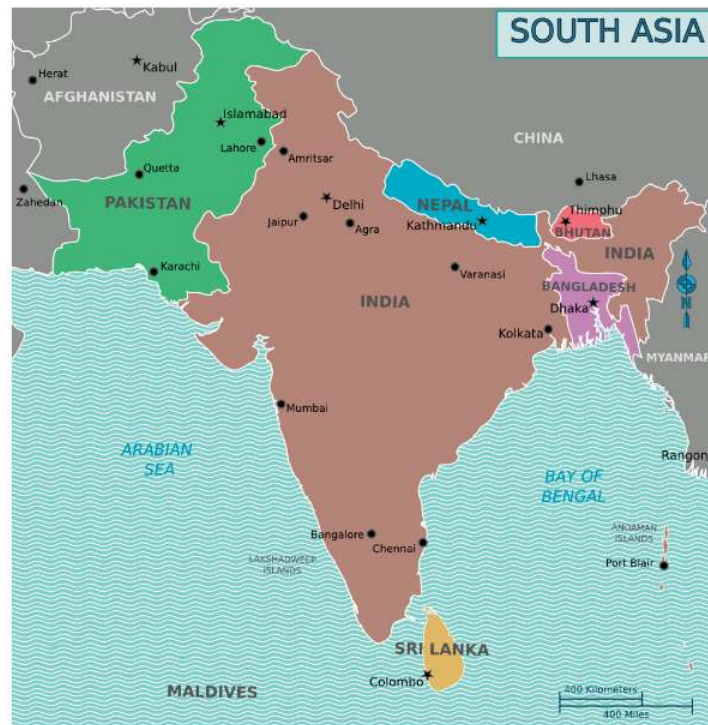 SOUTH ASIA
Kabul
Herat
AFGHANISTAN
Islamabad
Lahore
Amritsar
CHINA
Quetta
Lhasa
Zahedan
PAKISTAN
Delhi
NEPAL
Thimphu
Jaipur
Agra
Kathmandu
BHUTAN
INDIA
Karachi
Varanasi
BANGLADESH
INDIA
Dhaka
N
Kolkata
MYANMAR
Mumbai
ARABIAN
SEA
Rangon
BAY OF
BENGAL
Bangalore
Chennai
ANDAMAN
ISLANDS
LAKSHADWEEP
ISLANDS
Port Blair
SRI LANKA
Colombo
MALDIVES
400 Kilometers
400 Miles